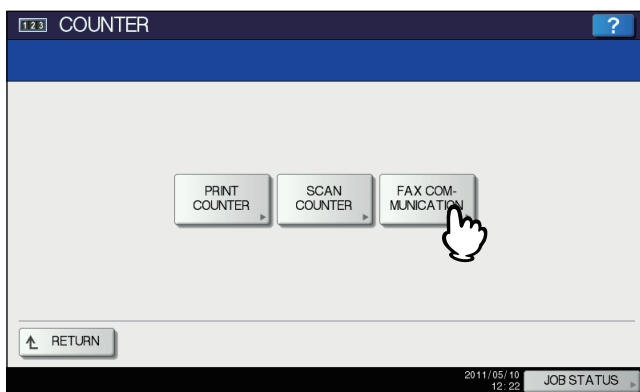 123 COUNTER
?
PRINT
COUNTER
SCAN
COUNTER
FAX COM-
MUNICATION
RETURN
2011/05/10
12:22
JOB STATUS